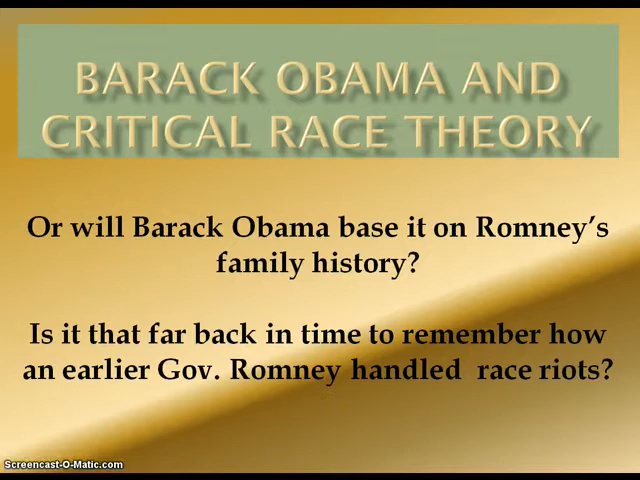 BARACK OBAMA AND
CRITICAL RACE THEORY
Or will Barack Obama base it on Romney’s
family history?
Is it that far back in time to remember how
an earlier Gov. Romney handled  race riots?
Screencast-O-Matic.com